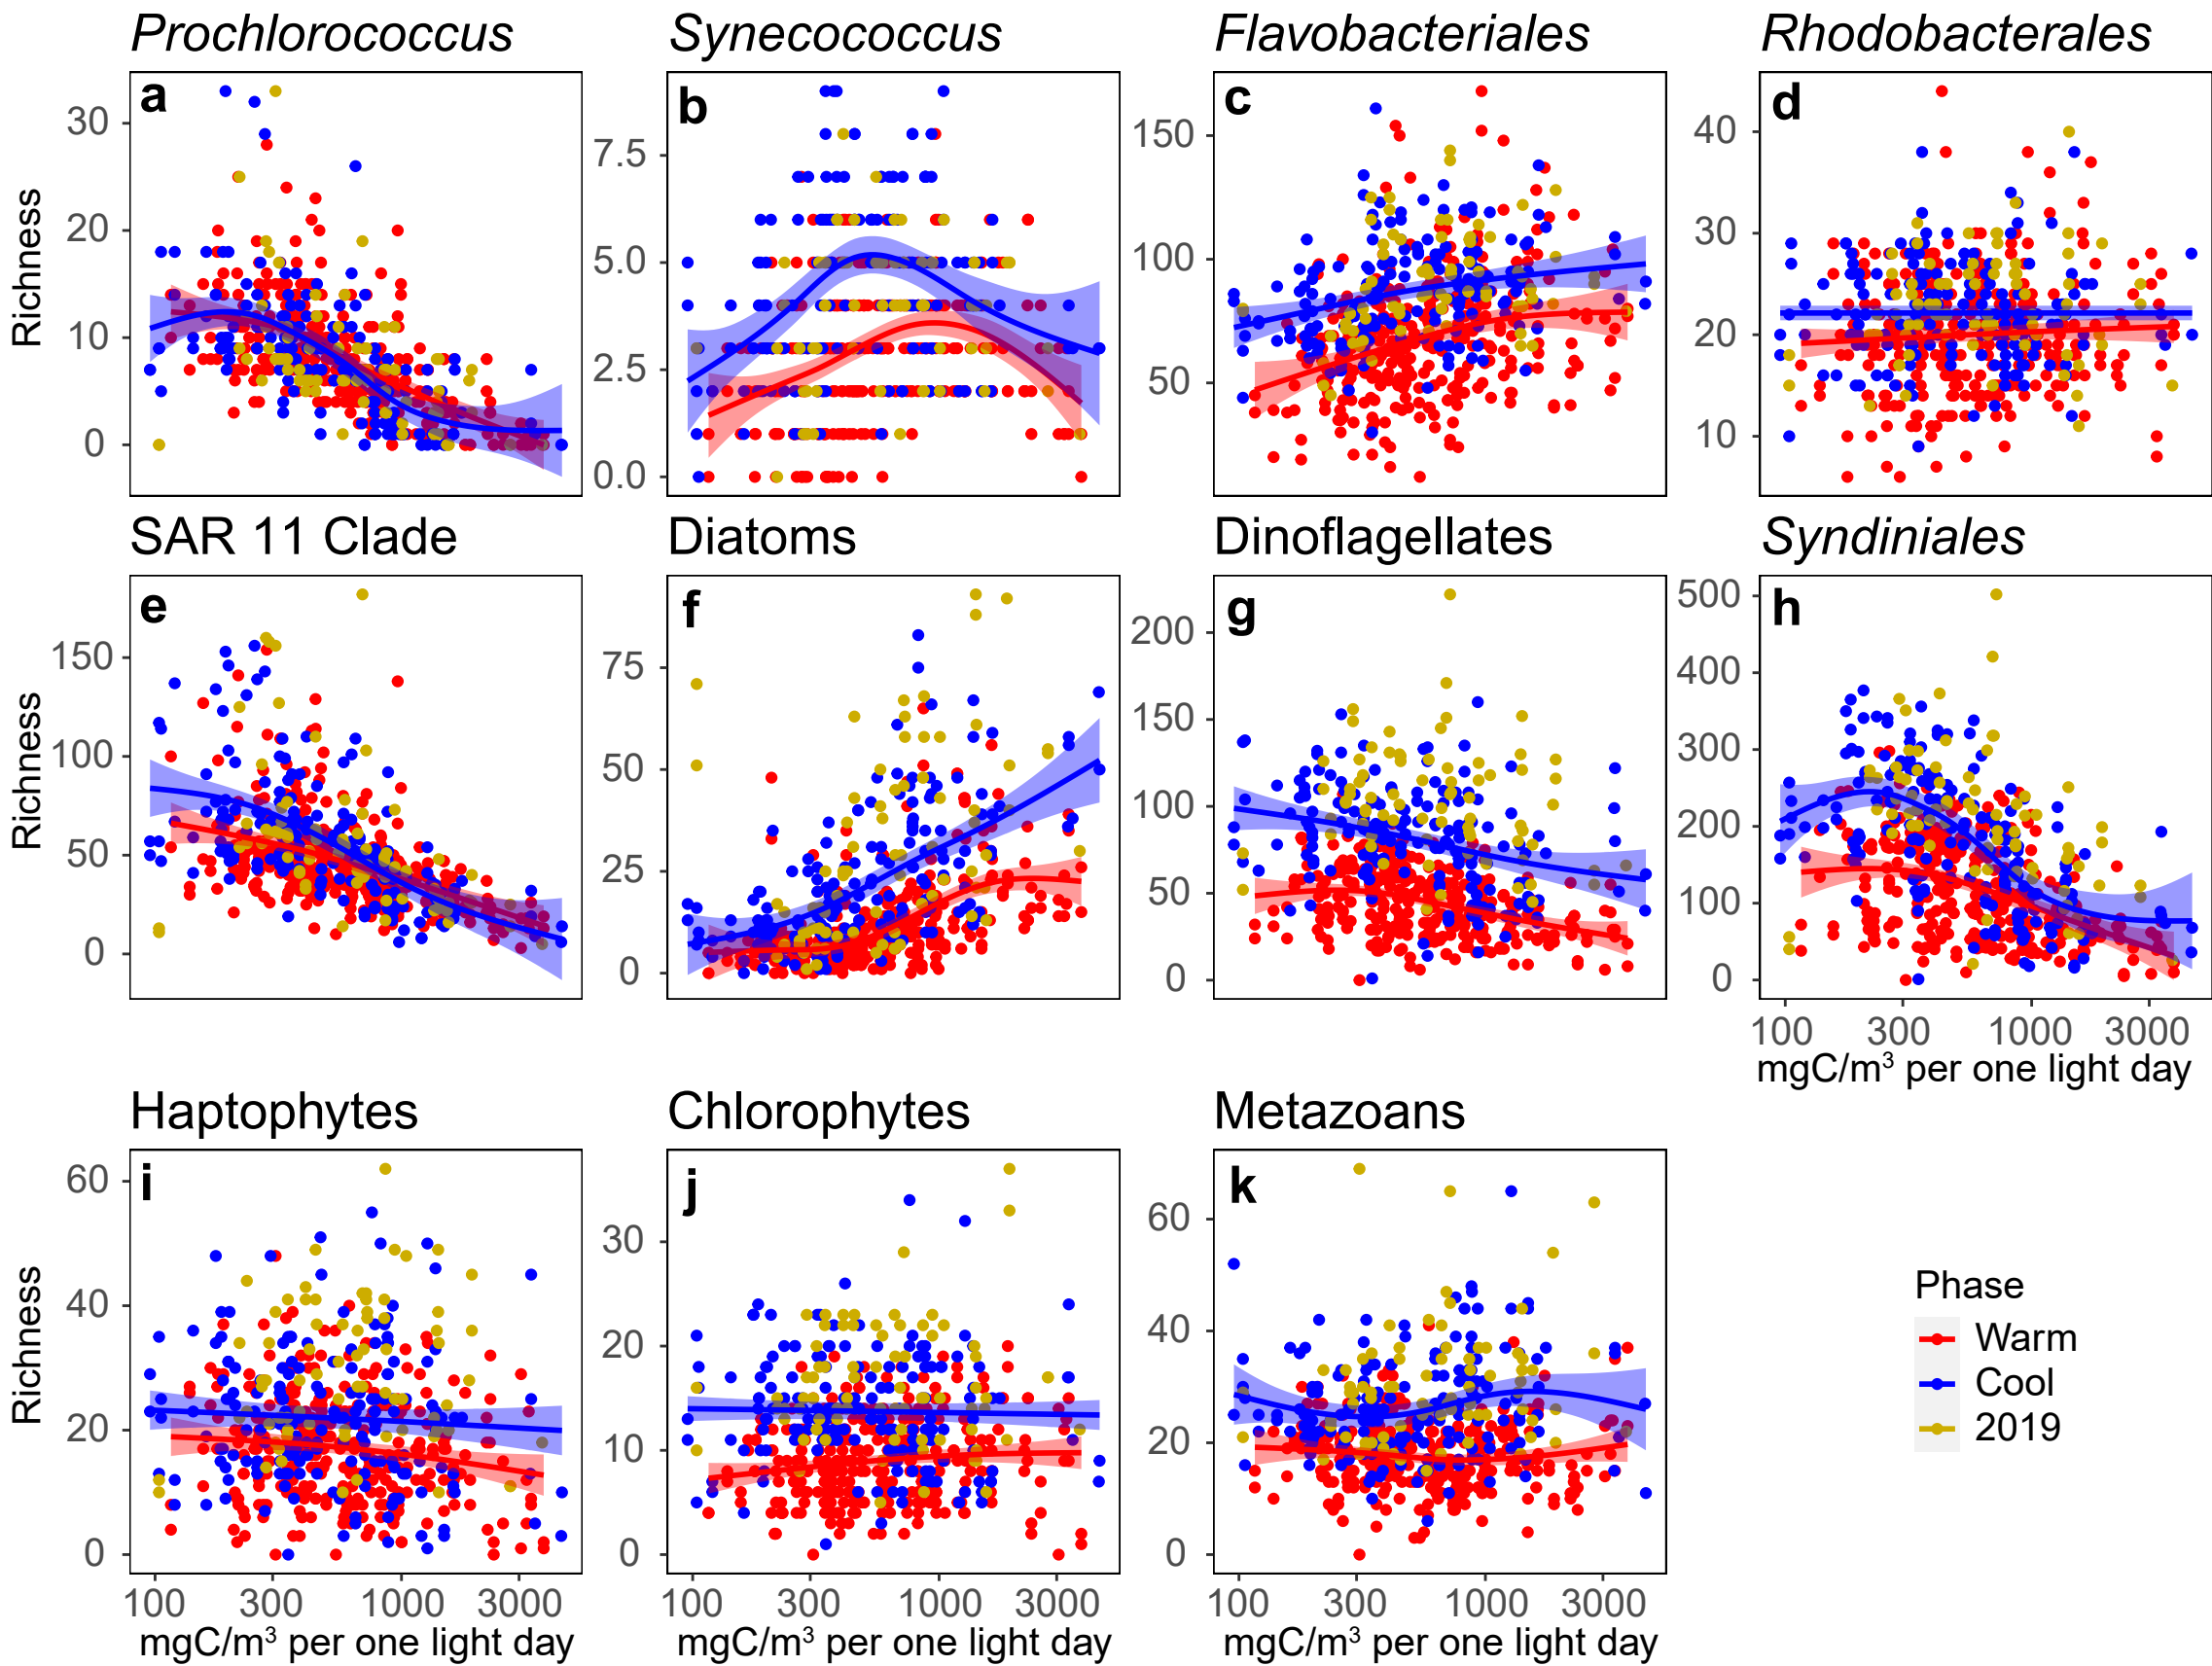 Prochlorococcus
Synecococcus
Flavobacteriales
Rhodobacterales
a
b
c
d
Richness
30
20
10
0
7.5
5.0
2.5
0.0
150
100
50
40
30
20
10
SAR 11 Clade
Diatoms
Dinoflagellates
Syndiniales
e
f
g
h
Richness
150
100
50
0
75
50
25
0
200
150
100
50
0
500
400
300
200
100
0
100 300 1000 3000
mgC/m³ per one light day
Haptophytes
Chlorophytes
Metazoans
i
j
k
Richness
60
40
20
0
30
20
10
0
60
40
20
0
100 300 1000 3000
100 300 1000 3000
100 300 1000 3000
mgC/m³ per one light day
mgC/m³ per one light day
mgC/m³ per one light day
Phase
Warm
Cool
2019